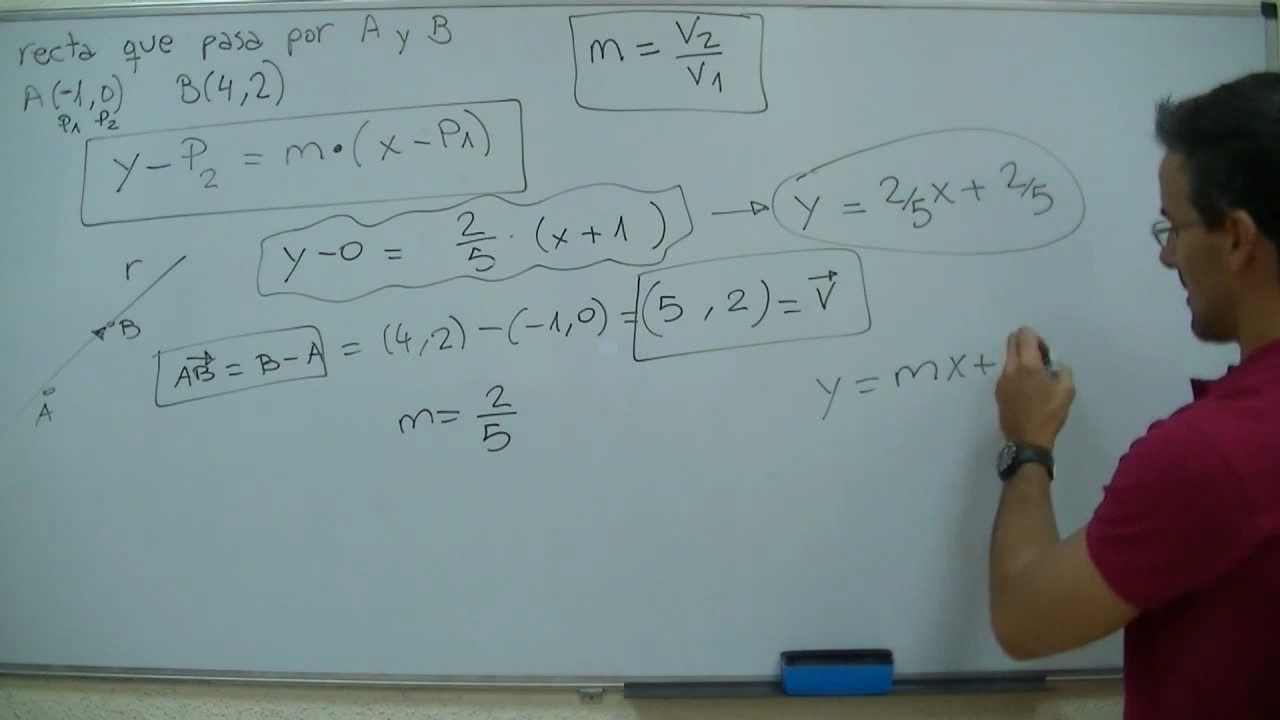 recta que pasa por A y B
A(-1,0) B(4,2)
P1 P2
m = V2/V1
y - P2 = m•(x - P1)
y - 0 = 2/5 · (x + 1) → y = 2/5x + 2/5
r
B
A
AB = B - A = (4,2) - (-1,0) = (5 , 2) = V
m = 2/5
y = mx +